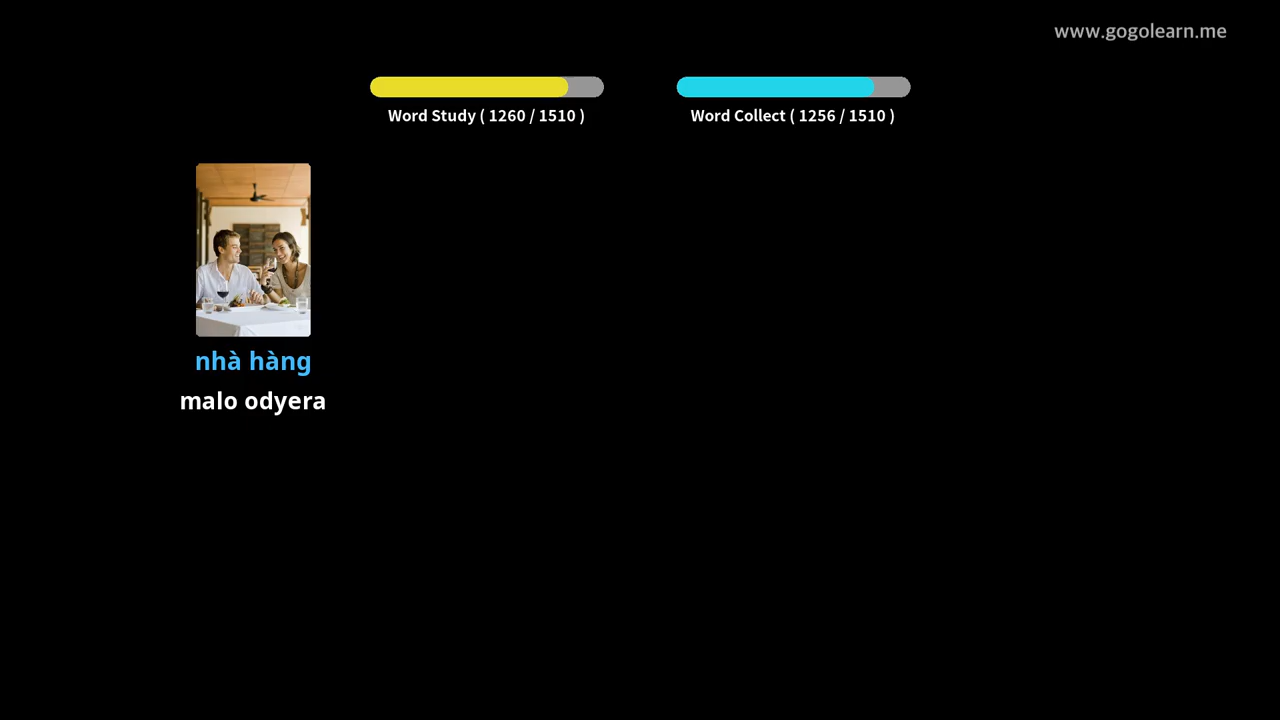 www.gogolearn.me
Word Study ( 1260 / 1510 )
Word Collect ( 1256 / 1510 )
nhà hàng
malo odyera